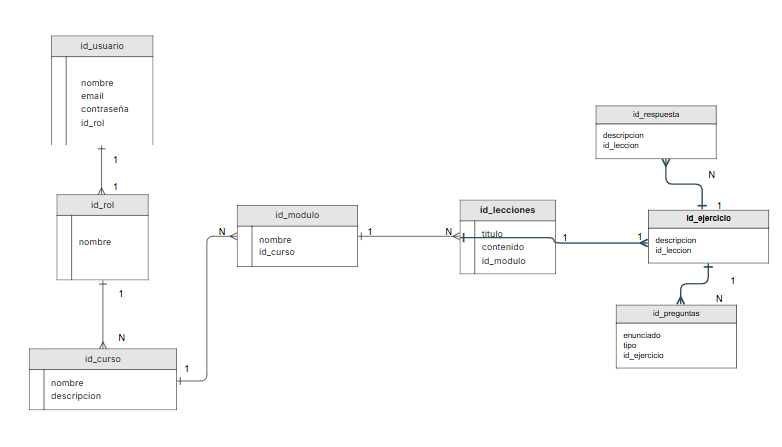 id_usuario
nombre
email
contraseña
id_rol
1
1
id_rol
nombre
1
N
id_curso
nombre
descripcion
1
N
id_modulo
nombre
id_curso
1
N
id_lecciones
titulo
contenido
id_modulo
1
1
id_respuesta
descripcion
id_leccion
N
1
id_ejercicio
descripcion
id_leccion
1
N
id_preguntas
enunciado
tipo
id_ejercicio